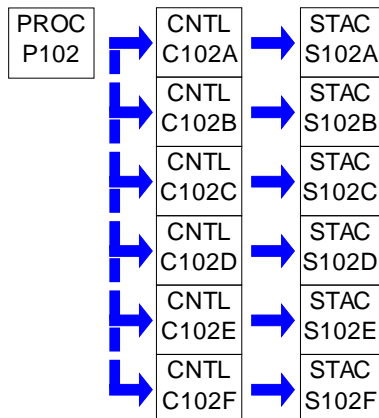 PROC
P102
CNTL
C102A
STAC
S102A
CNTL
C102B
STAC
S102B
CNTL
C102C
STAC
S102C
CNTL
C102D
STAC
S102D
CNTL
C102E
STAC
S102E
CNTL
C102F
STAC
S102F